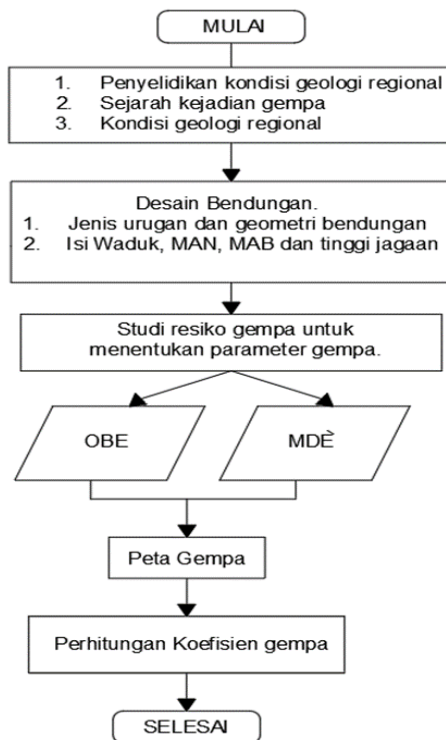 MULAI
1. Penyelidikan kondisi geologi regional
2. Sejarah kejadian gempa
3. Kondisi geologi regional
Desain Bendungan.
1. Jenis urugan dan geometri bendungan
2. Isi Waduk, MAN, MAB dan tinggi jagaan
Studi resiko gempa untuk
menentukan parameter gempa.
OBE
MDE
Peta Gempa
Perhitungan Koefisien gempa
SELESAI